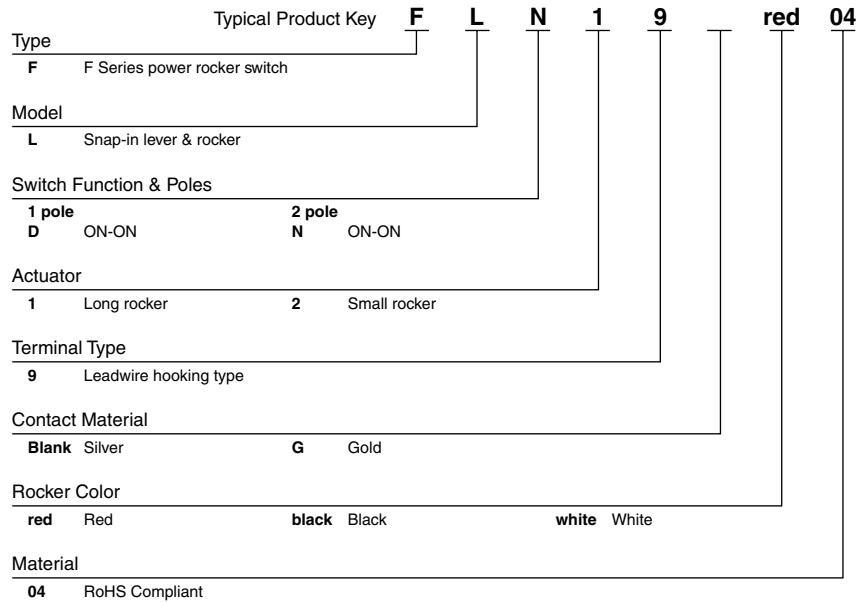 Typical Product Key F L N 1 9 red 04
Type
F F Series power rocker switch
Model
L Snap-in lever & rocker
Switch Function & Poles
1 pole 2 pole
D ON-ON N ON-ON
Actuator
1 Long rocker 2 Small rocker
Terminal Type
9 Leadwire hooking type
Contact Material
Blank Silver G Gold
Rocker Color
red Red black Black white White
Material
04 RoHS Compliant